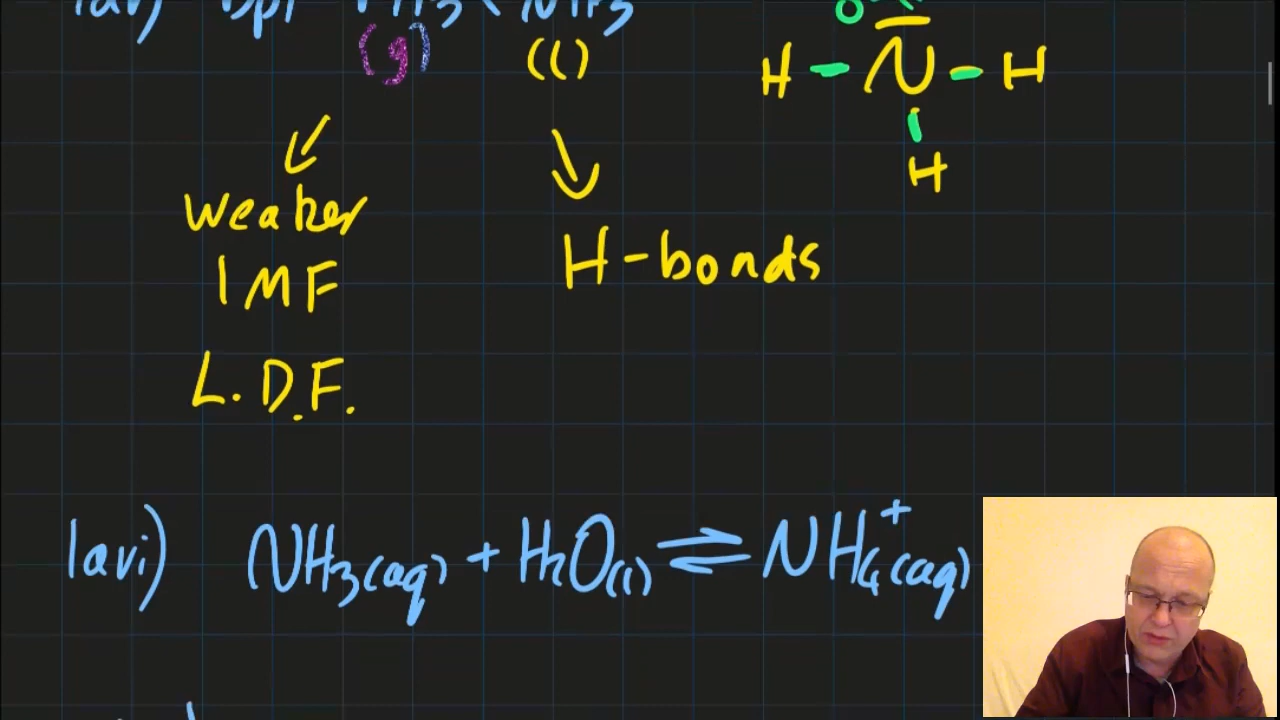 (g) (l)
H - N - H
H
weaker
IMF
L.D.F.
H-bonds
1avi) NH3(aq) + H2O(l) ⇌ NH4+(aq)